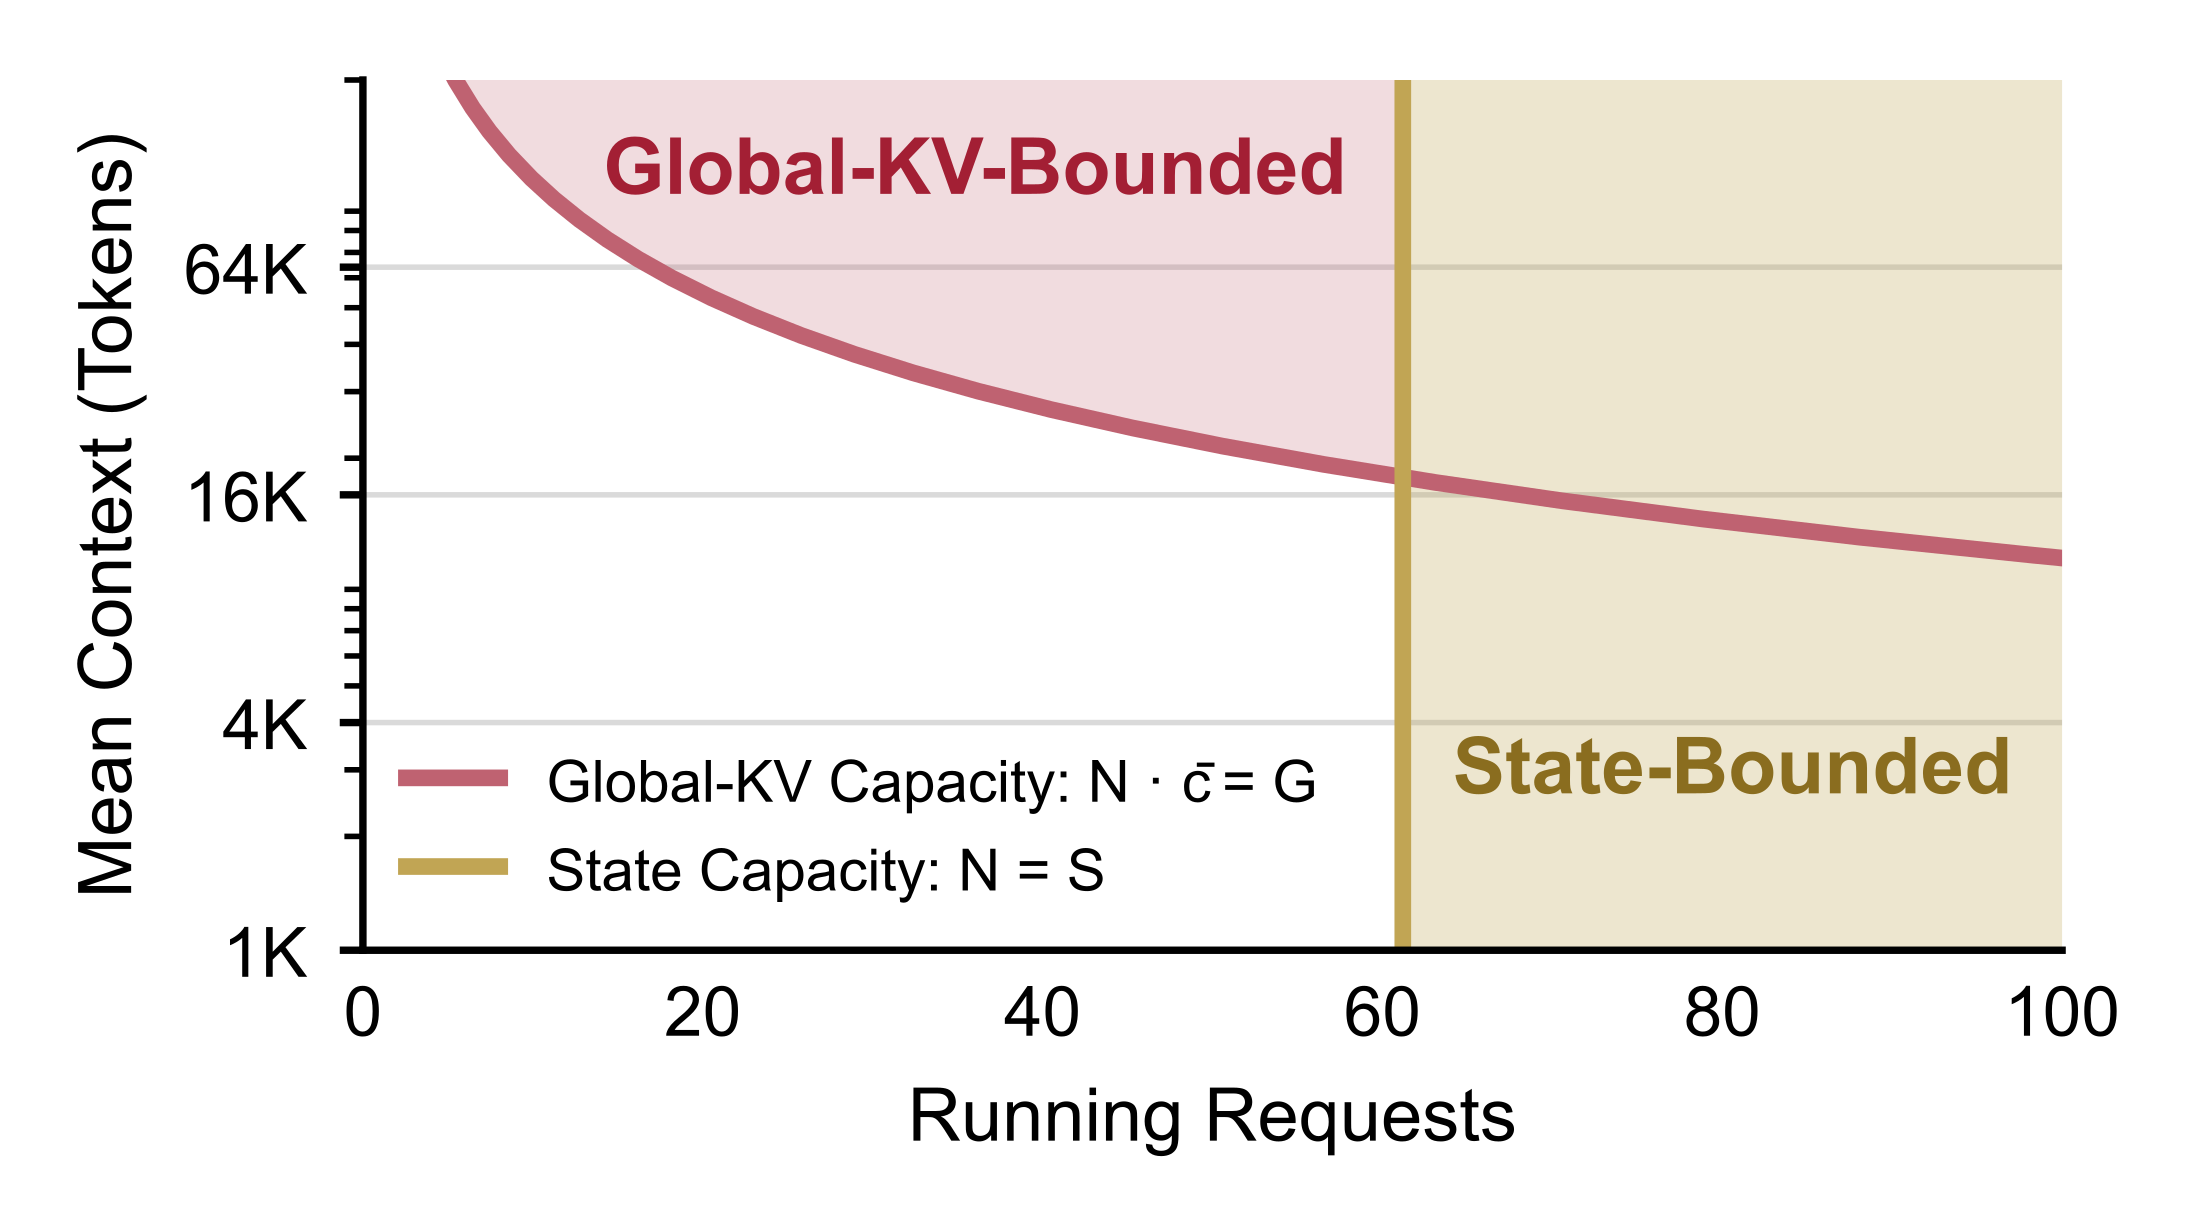 Global-KV-Bounded
Mean Context (Tokens)
64K
16K
4K
1K
State-Bounded
Global-KV Capacity: N · c̄ = G
State Capacity: N = S
0 20 40 60 80 100
Running Requests